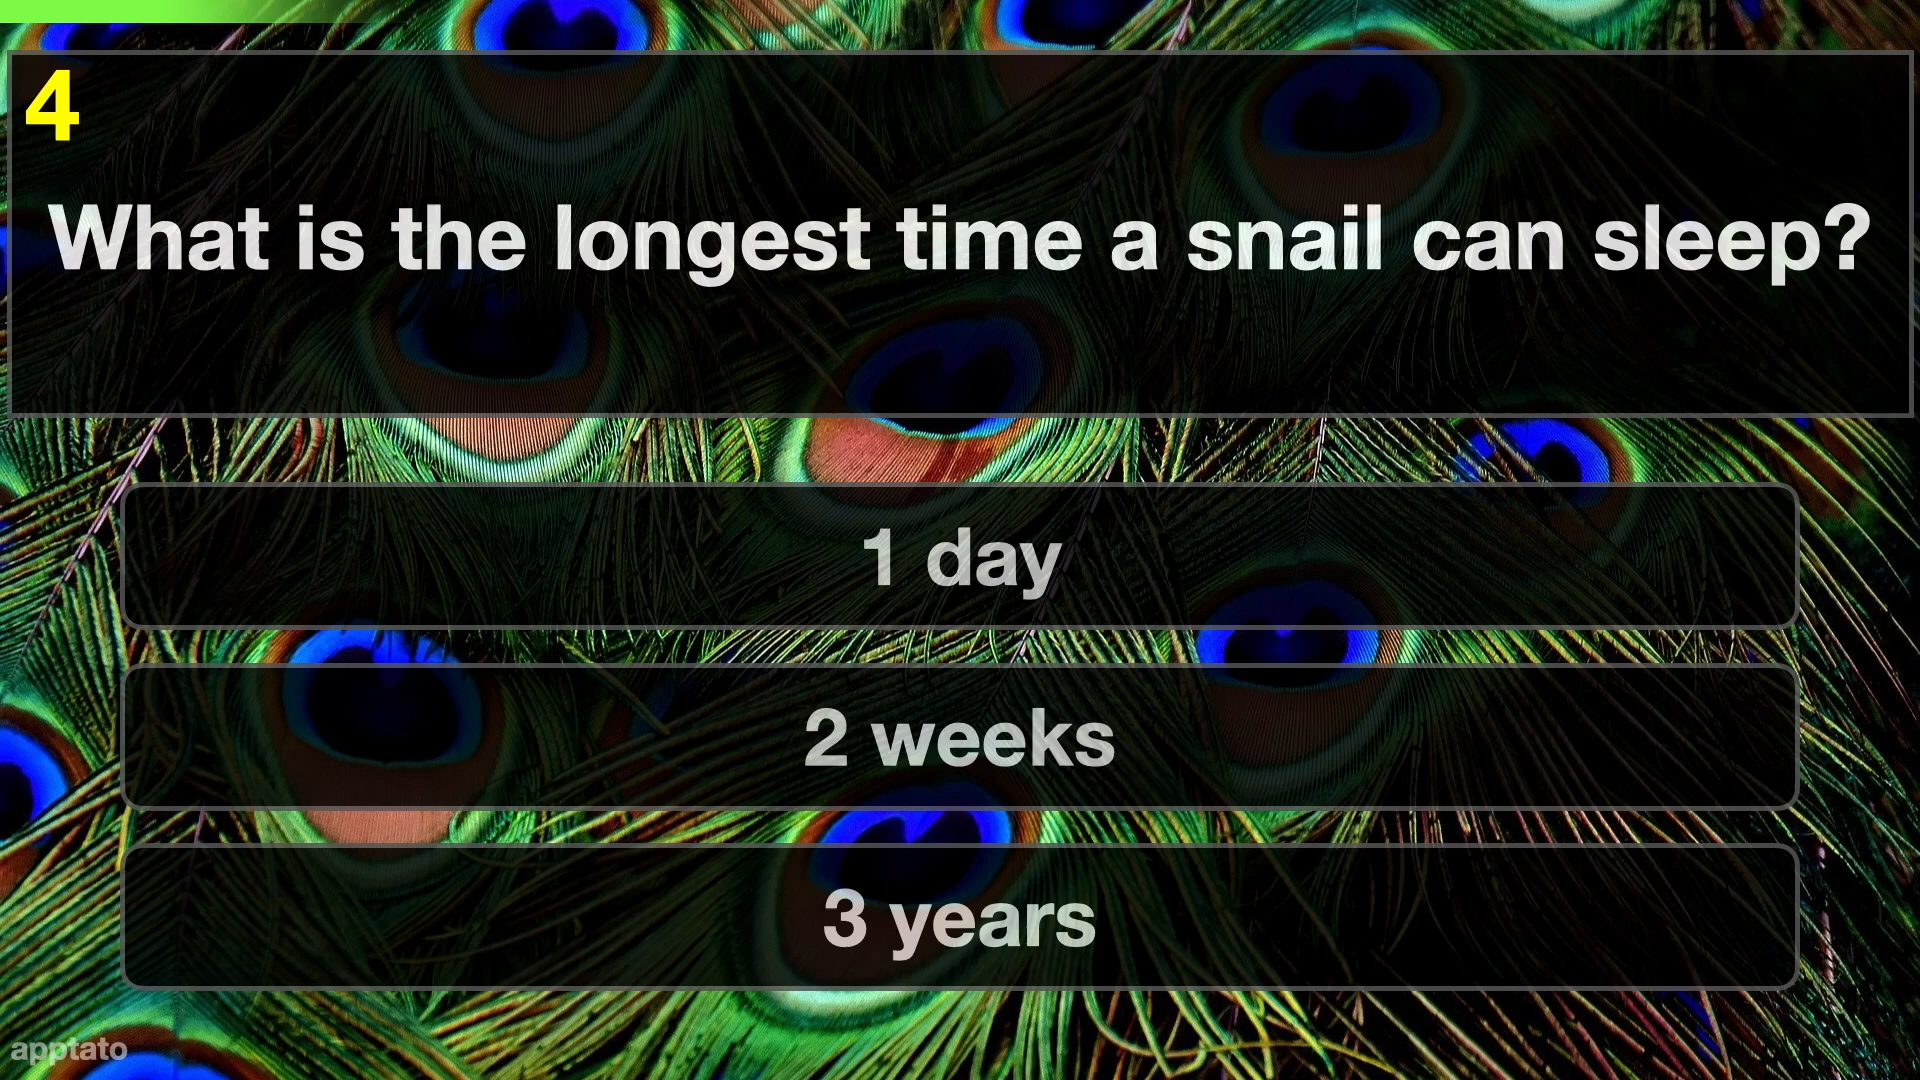 4
What is the longest time a snail can sleep?
1 day
2 weeks
3 years
apptato